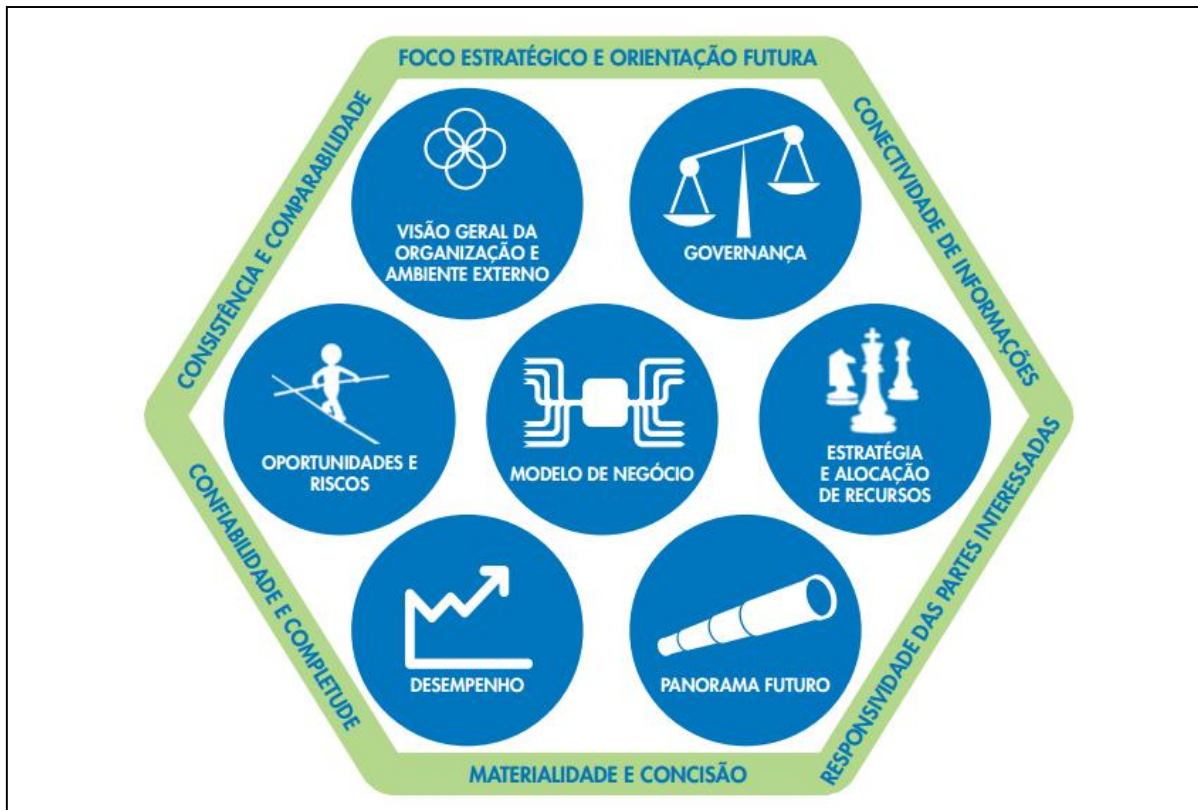 FOCO ESTRATÉGICO E ORIENTAÇÃO FUTURA
CONSISTÊNCIA E COMPARABILIDADE
CONECTIVIDADE DE INFORMAÇÕES
VISÃO GERAL DA
ORGANIZAÇÃO E
AMBIENTE EXTERNO
GOVERNANÇA
OPORTUNIDADES E
RISCOS
MODELO DE NEGÓCIO
ESTRATÉGIA
E ALOCAÇÃO
DE RECURSOS
CONFIABILIDADE E COMPLETUDE
RESPONSIVIDADE DAS PARTES INTERESSADAS
DESEMPENHO
PANORAMA FUTURO
MATERIALIDADE E CONCISÃO